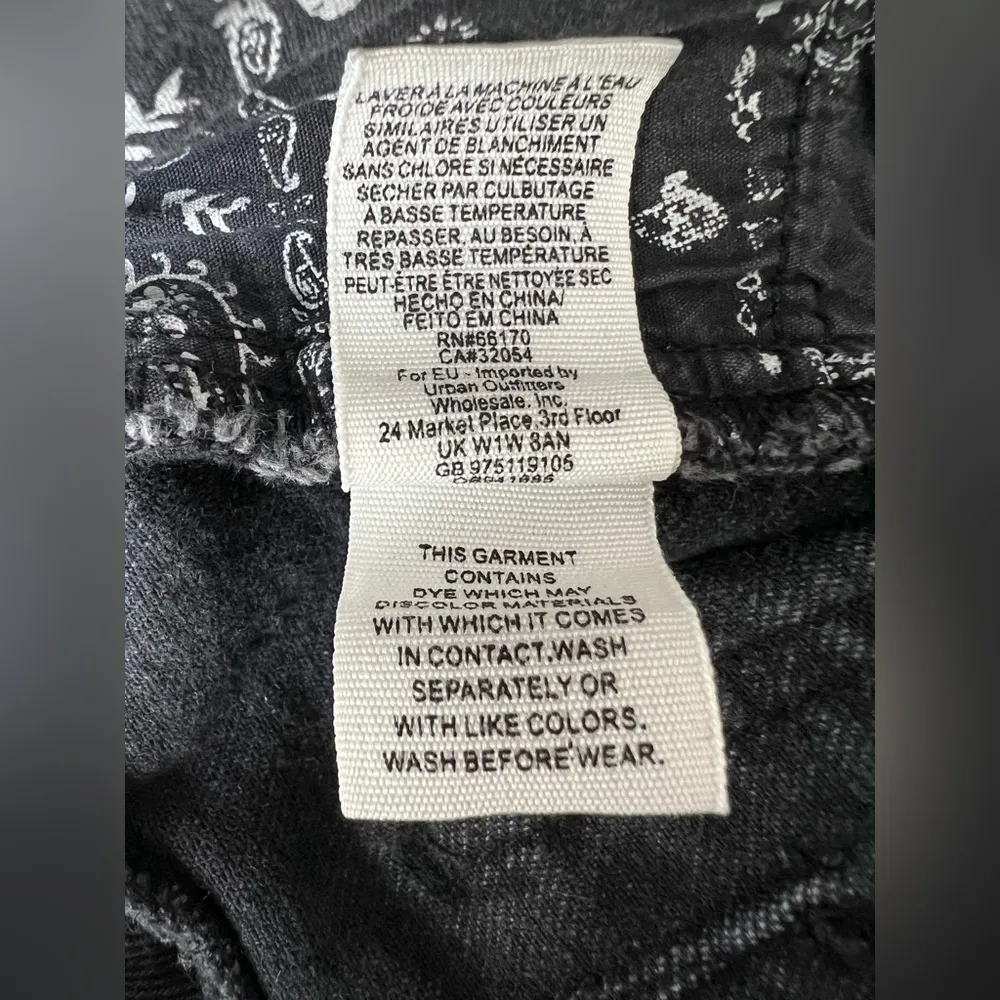 LAVER À LA MACHINE À L'EAU
FROIDE AVEC COULEURS
SIMILAIRES UTILISER UN
AGENT DE BLANCHIMENT
SANS CHLORE SI NÉCESSAIRE
SÉCHER PAR CULBUTAGE
À BASSE TEMPÉRATURE
REPASSER, AU BESOIN, À
TRÈS BASSE TEMPÉRATURE
PEUT-ÊTRE ÊTRE NETTOYÉE SEC
HECHO EN CHINA/
FEITO EM CHINA
RN#66170
CA#32054
For EU - Imported by
Urban Outfitters
Wholesale, Inc.
24 Market Place,3rd Floor
UK W1W 8AN
GB 975119105
THIS GARMENT
CONTAINS
DYE WHICH MAY
DISCOLOR MATERIALS
WITH WHICH IT COMES
IN CONTACT.WASH
SEPARATELY OR
WITH LIKE COLORS.
WASH BEFORE WEAR.